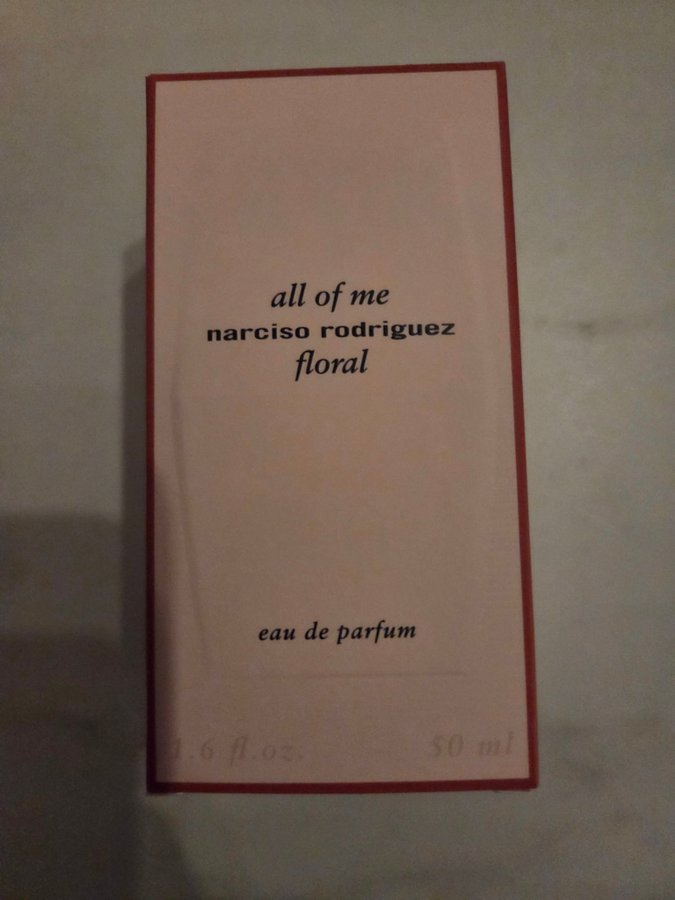 all of me
narciso rodriguez
floral
eau de parfum
1.6 fl.oz. 50 ml